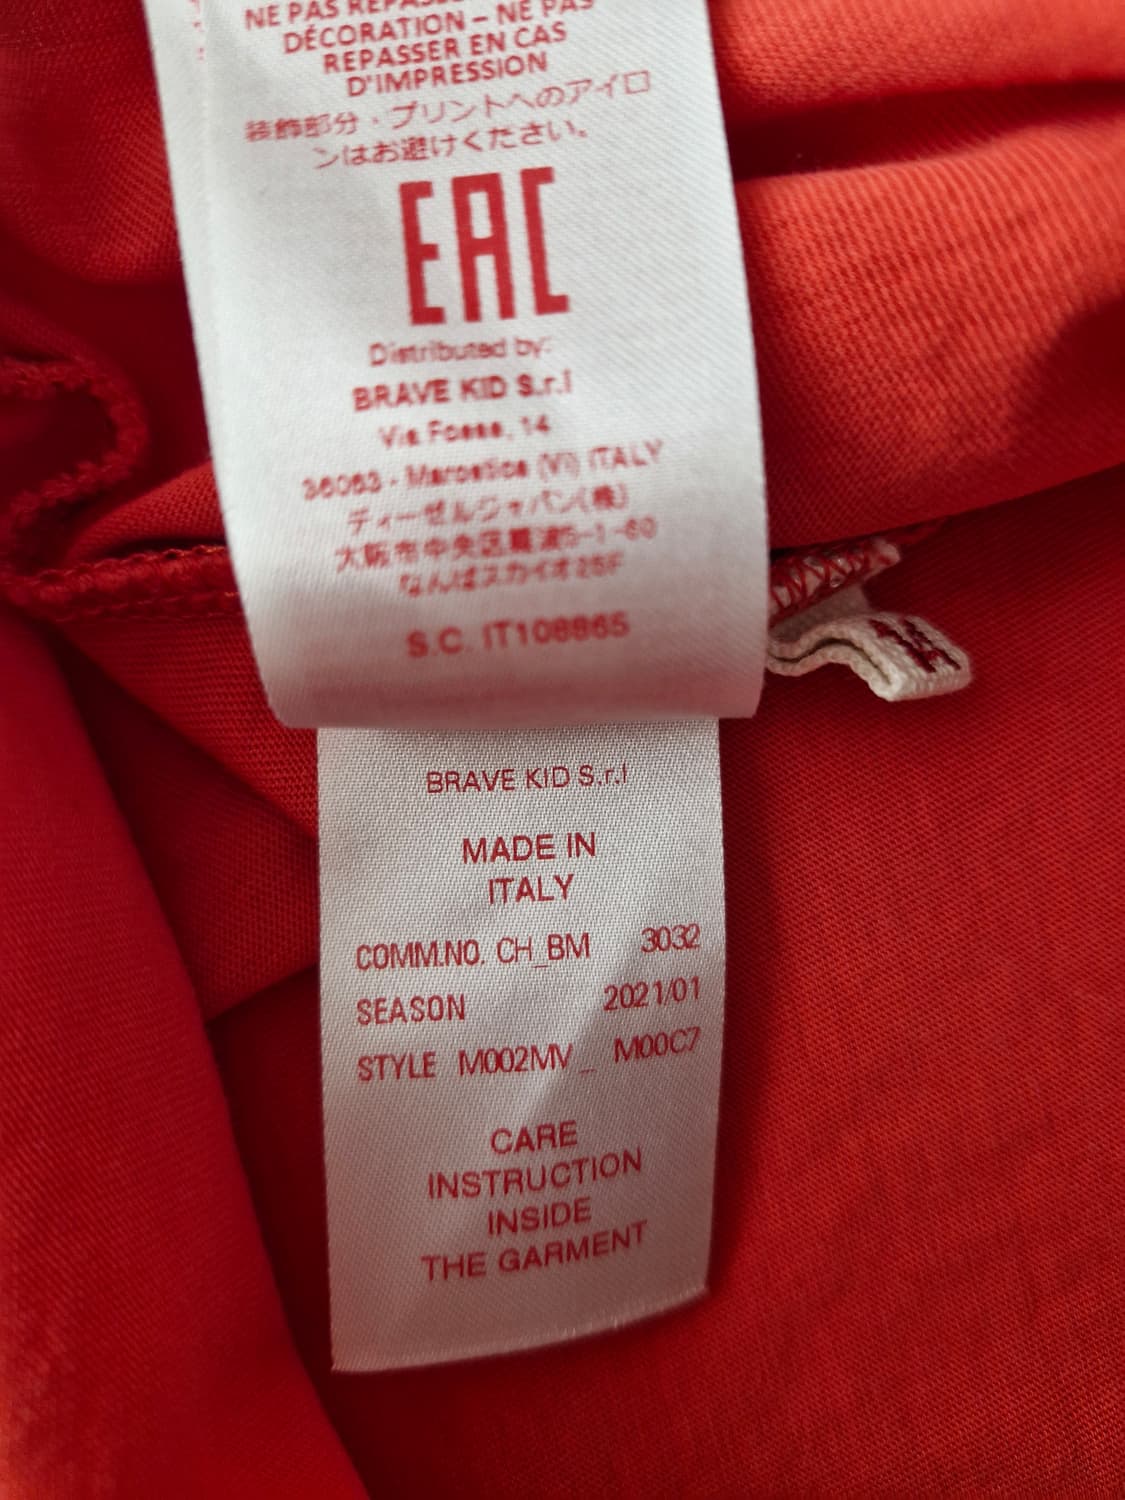 NE PAS REPASSER
DÉCORATION – NE PAS
REPASSER EN CAS
D'IMPRESSION
装飾部分・プリントへのアイロ
ンはお避けください。
EAC
Distributed by:
BRAVE KID S.r.l
Via Fosse, 14
36063 - Marostica (VI) ITALY
ディーゼルジャパン(株)
大阪市中央区難波5-1-60
なんばスカイオ26F
S.C. IT108865
14
BRAVE KID S.r.l
MADE IN
ITALY
COMM.NO. CH_BM 3032
SEASON 2021/01
STYLE M002MV_ M00C7
CARE
INSTRUCTION
INSIDE
THE GARMENT